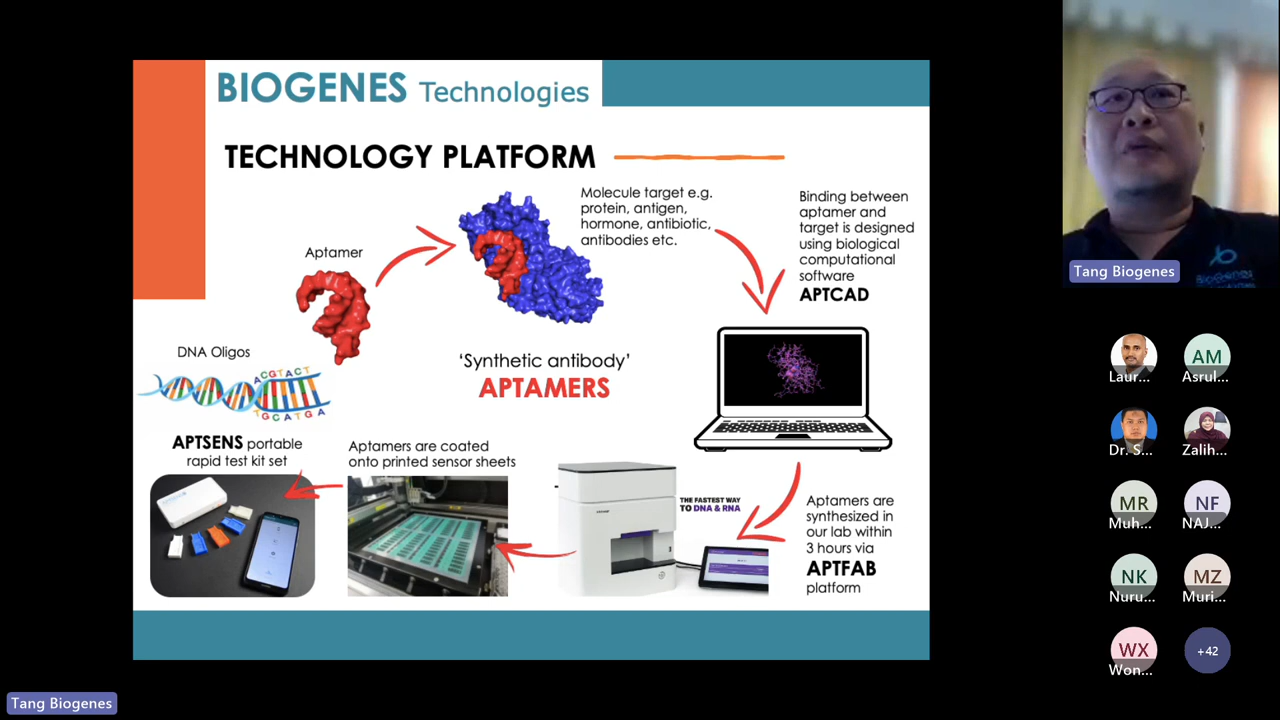 BIOGENES Technologies
TECHNOLOGY PLATFORM
Aptamer
Molecule target e.g.
protein, antigen,
hormone, antibiotic,
antibodies etc.
Binding between
aptamer and
target is designed
using biological
computational
software
APTCAD
DNA Oligos
ACGTACT
TGCATGA
'Synthetic antibody'
APTAMERS
APTSENS portable
rapid test kit set
Aptamers are coated
onto printed sensor sheets
THE FASTEST WAY
TO DNA & RNA
Aptamers are
synthesized in
our lab within
3 hours via
APTFAB
platform
Biogenes
Tang Biogenes
Laur...
AM
Asrul...
Dr. S...
Zalih...
MR
Muh...
NF
NAJ...
NK
Nuru...
MZ
Muri...
WX
Won...
+42
Tang Biogenes